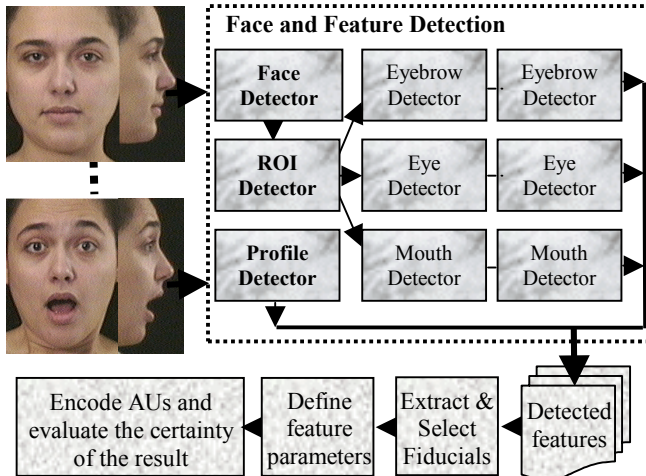 Face and Feature Detection
Face
Detector
Eyebrow
Detector
Eyebrow
Detector
ROI
Detector
Eye
Detector
Eye
Detector
Profile
Detector
Mouth
Detector
Mouth
Detector
Encode AUs and
evaluate the certainty
of the result
Define
feature
parameters
Extract &
Select
Fiducials
Detected
features